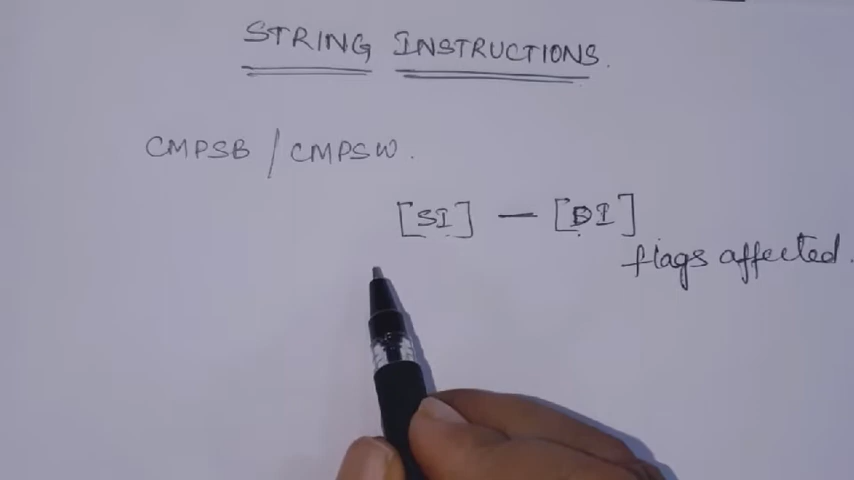 STRING INSTRUCTIONS.
CMPSB / CMPSW.
[SI] — [DI]
flags affected.